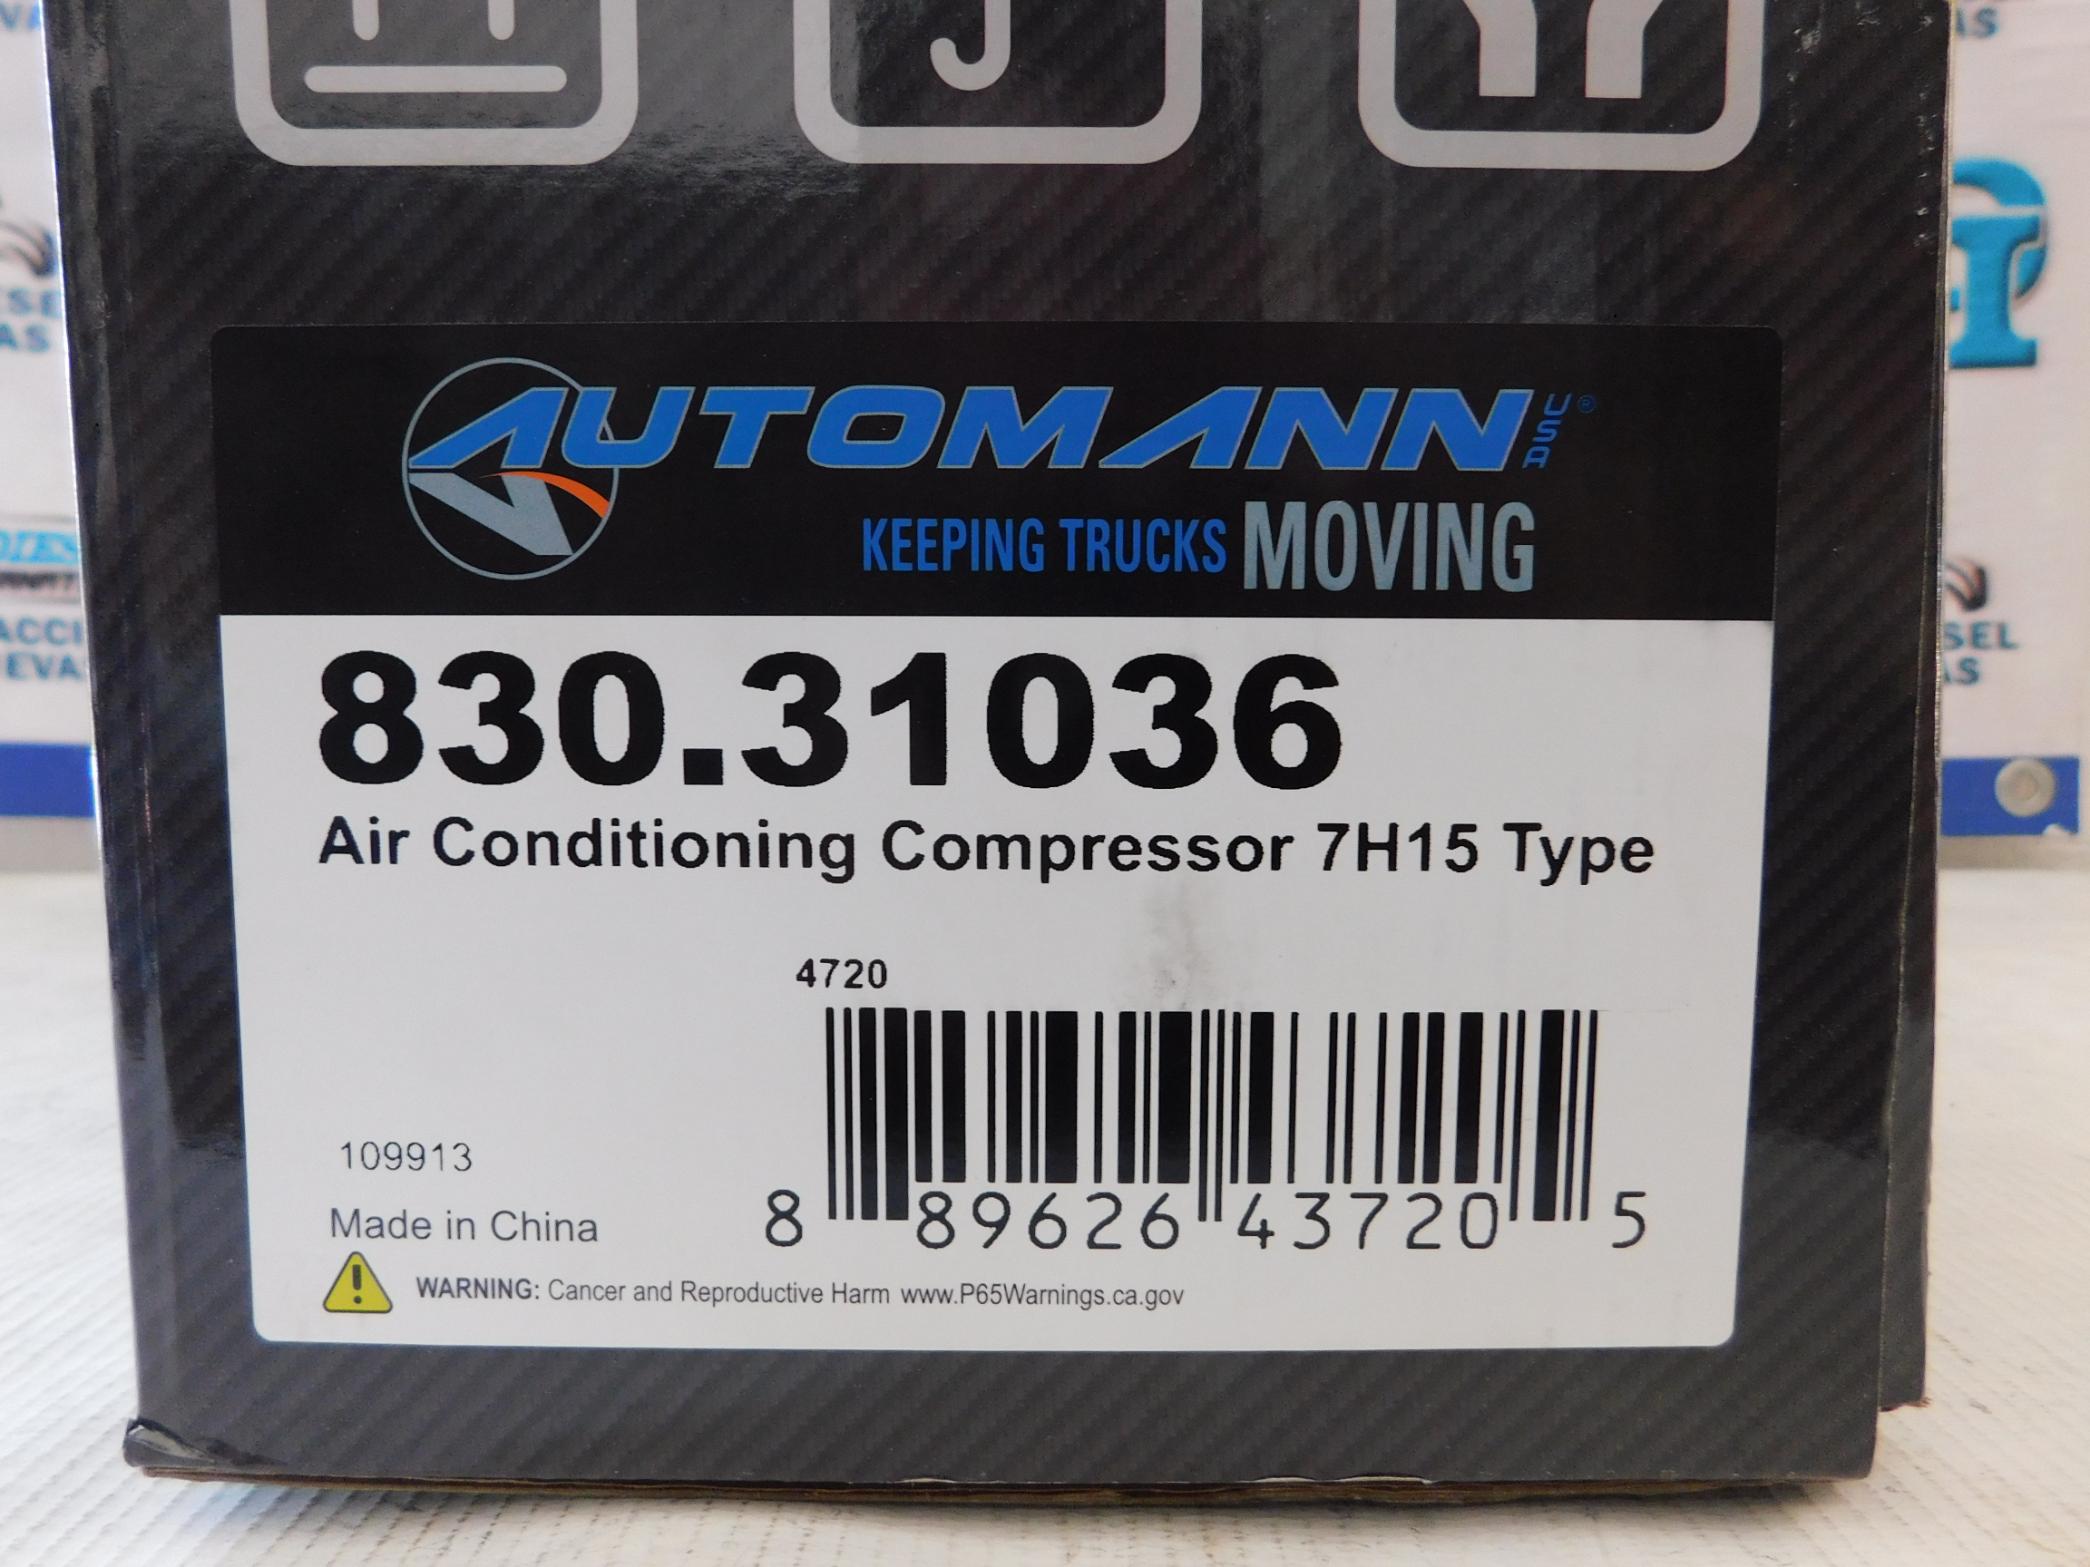 AUTOMANN USA®
KEEPING TRUCKS MOVING
830.31036
Air Conditioning Compressor 7H15 Type
4720
109913
8 89626 43720 5
Made in China
WARNING: Cancer and Reproductive Harm www.P65Warnings.ca.gov